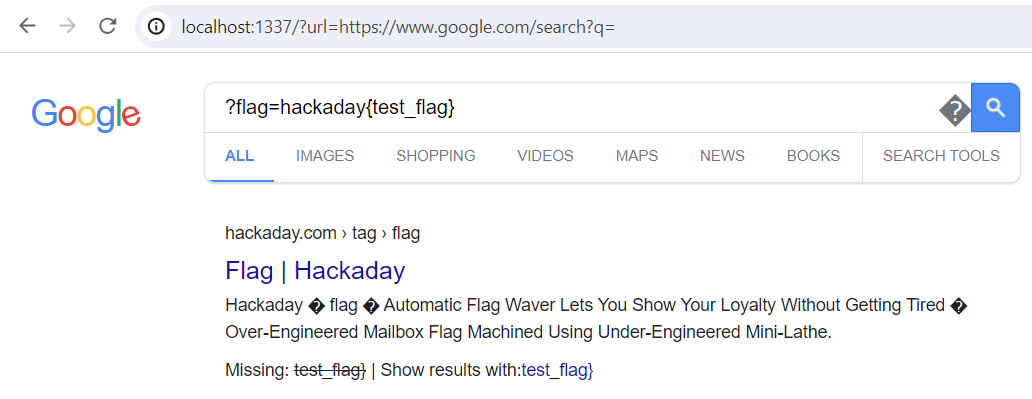 localhost:1337/?url=https://www.google.com/search?q=
Google
?flag=hackaday{test_flag} �
ALL IMAGES SHOPPING VIDEOS MAPS NEWS BOOKS SEARCH TOOLS
hackaday.com › tag › flag
Flag | Hackaday
Hackaday � flag � Automatic Flag Waver Lets You Show Your Loyalty Without Getting Tired �
Over-Engineered Mailbox Flag Machined Using Under-Engineered Mini-Lathe.
Missing: test_flag} | Show results with:test_flag}